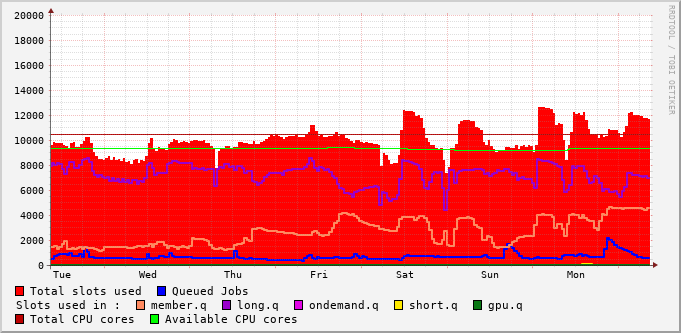 20000
18000
16000
14000
12000
10000
8000
6000
4000
2000
0
Tue Wed Thu Fri Sat Sun Mon
RRDTOOL / TOBI OETIKER
Total slots used Queued Jobs
Slots used in : member.q long.q ondemand.q short.q gpu.q
Total CPU cores Available CPU cores